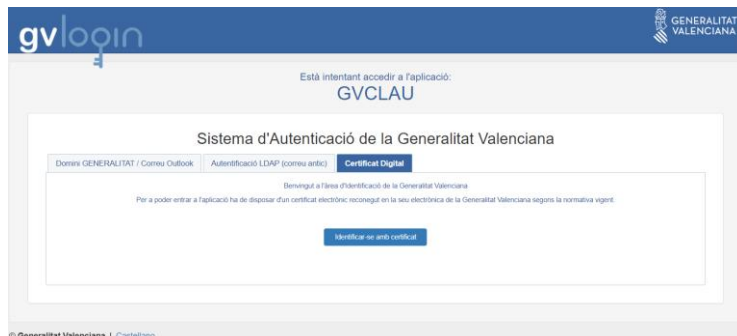 gvlogin
GENERALITAT
VALENCIANA
Està intentant accedir a l'aplicació:
GVCLAU
Sistema d'Autenticació de la Generalitat Valenciana
Domini GENERALITAT / Correu Outlook Autentificació LDAP (correu antic) Certificat Digital
Benvingut a l'àrea d'Identificació de la Generalitat Valenciana
Per a poder entrar a l'aplicació ha de disposar d'un certificat electrònic reconegut en la seu electrònica de la Generalitat Valenciana segons la normativa vigent.
Identificar-se amb certificat
© Generalitat Valenciana | Castellano